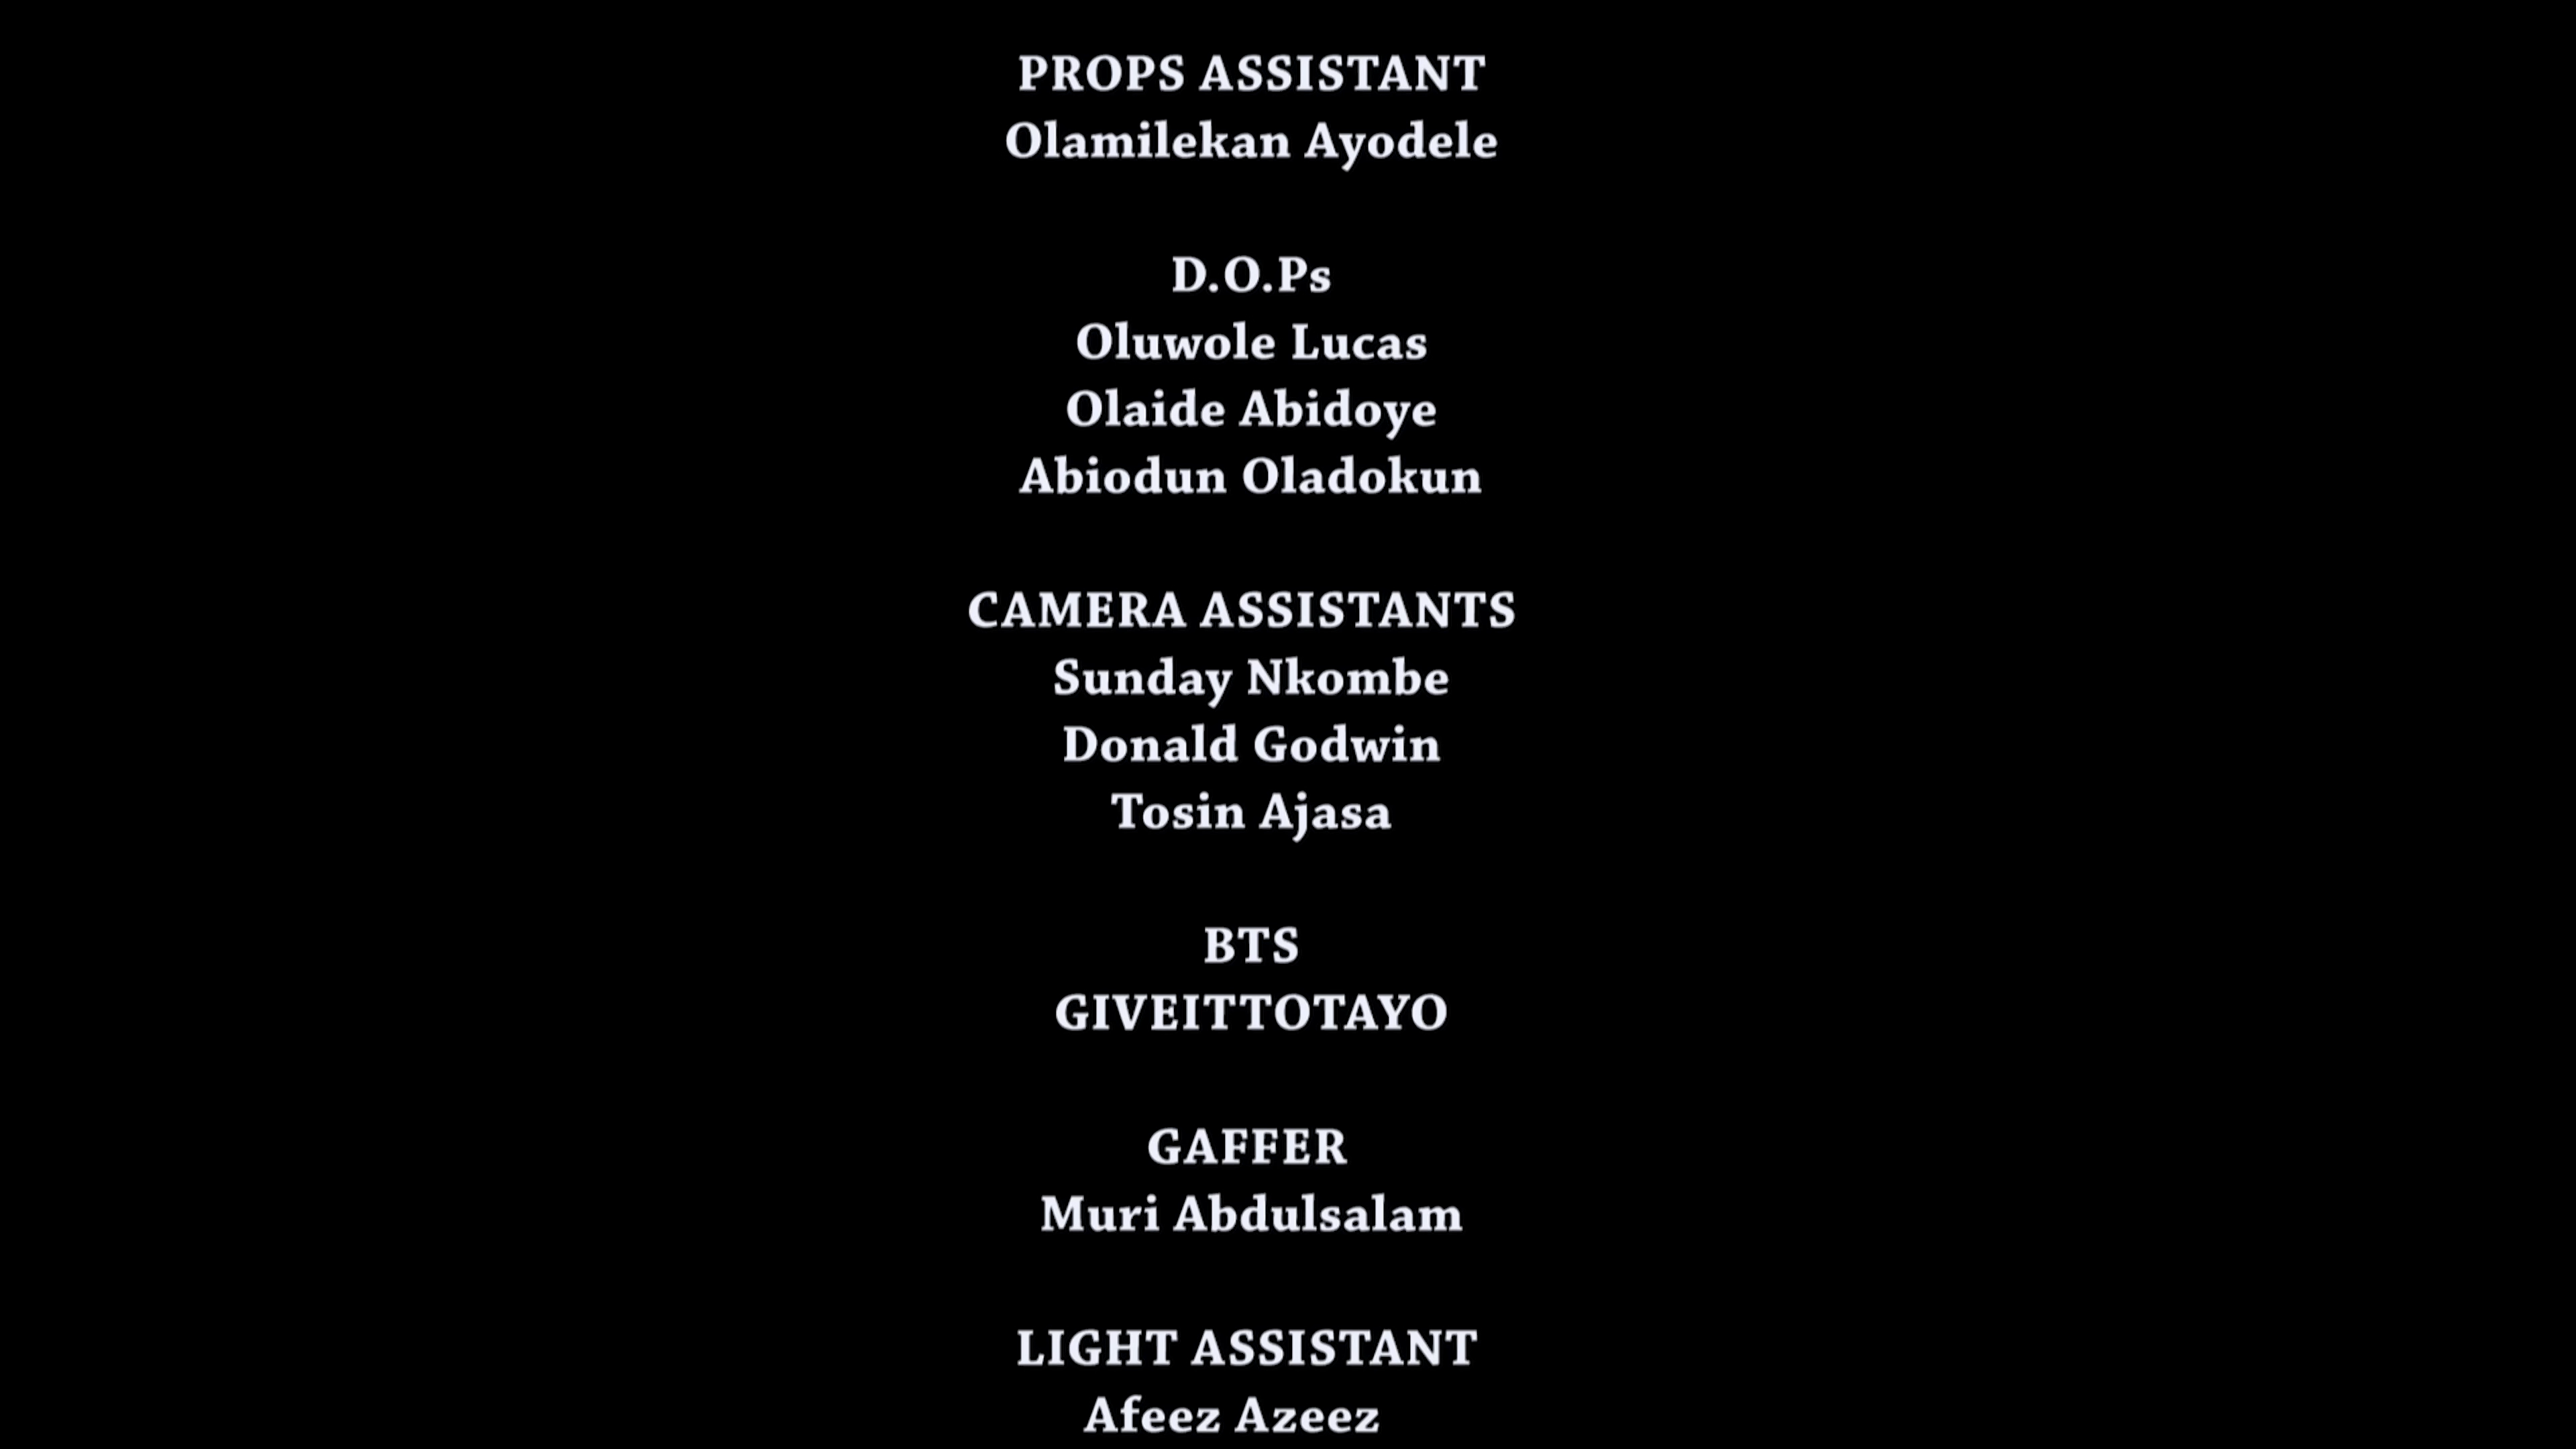 PROPS ASSISTANT
Olamilekan Ayodele
D.O.Ps
Oluwole Lucas
Olaide Abidoye
Abiodun Oladokun
CAMERA ASSISTANTS
Sunday Nkombe
Donald Godwin
Tosin Ajasa
BTS
GIVEITTOTAYO
GAFFER
Muri Abdulsalam
LIGHT ASSISTANT
Afeez Azeez